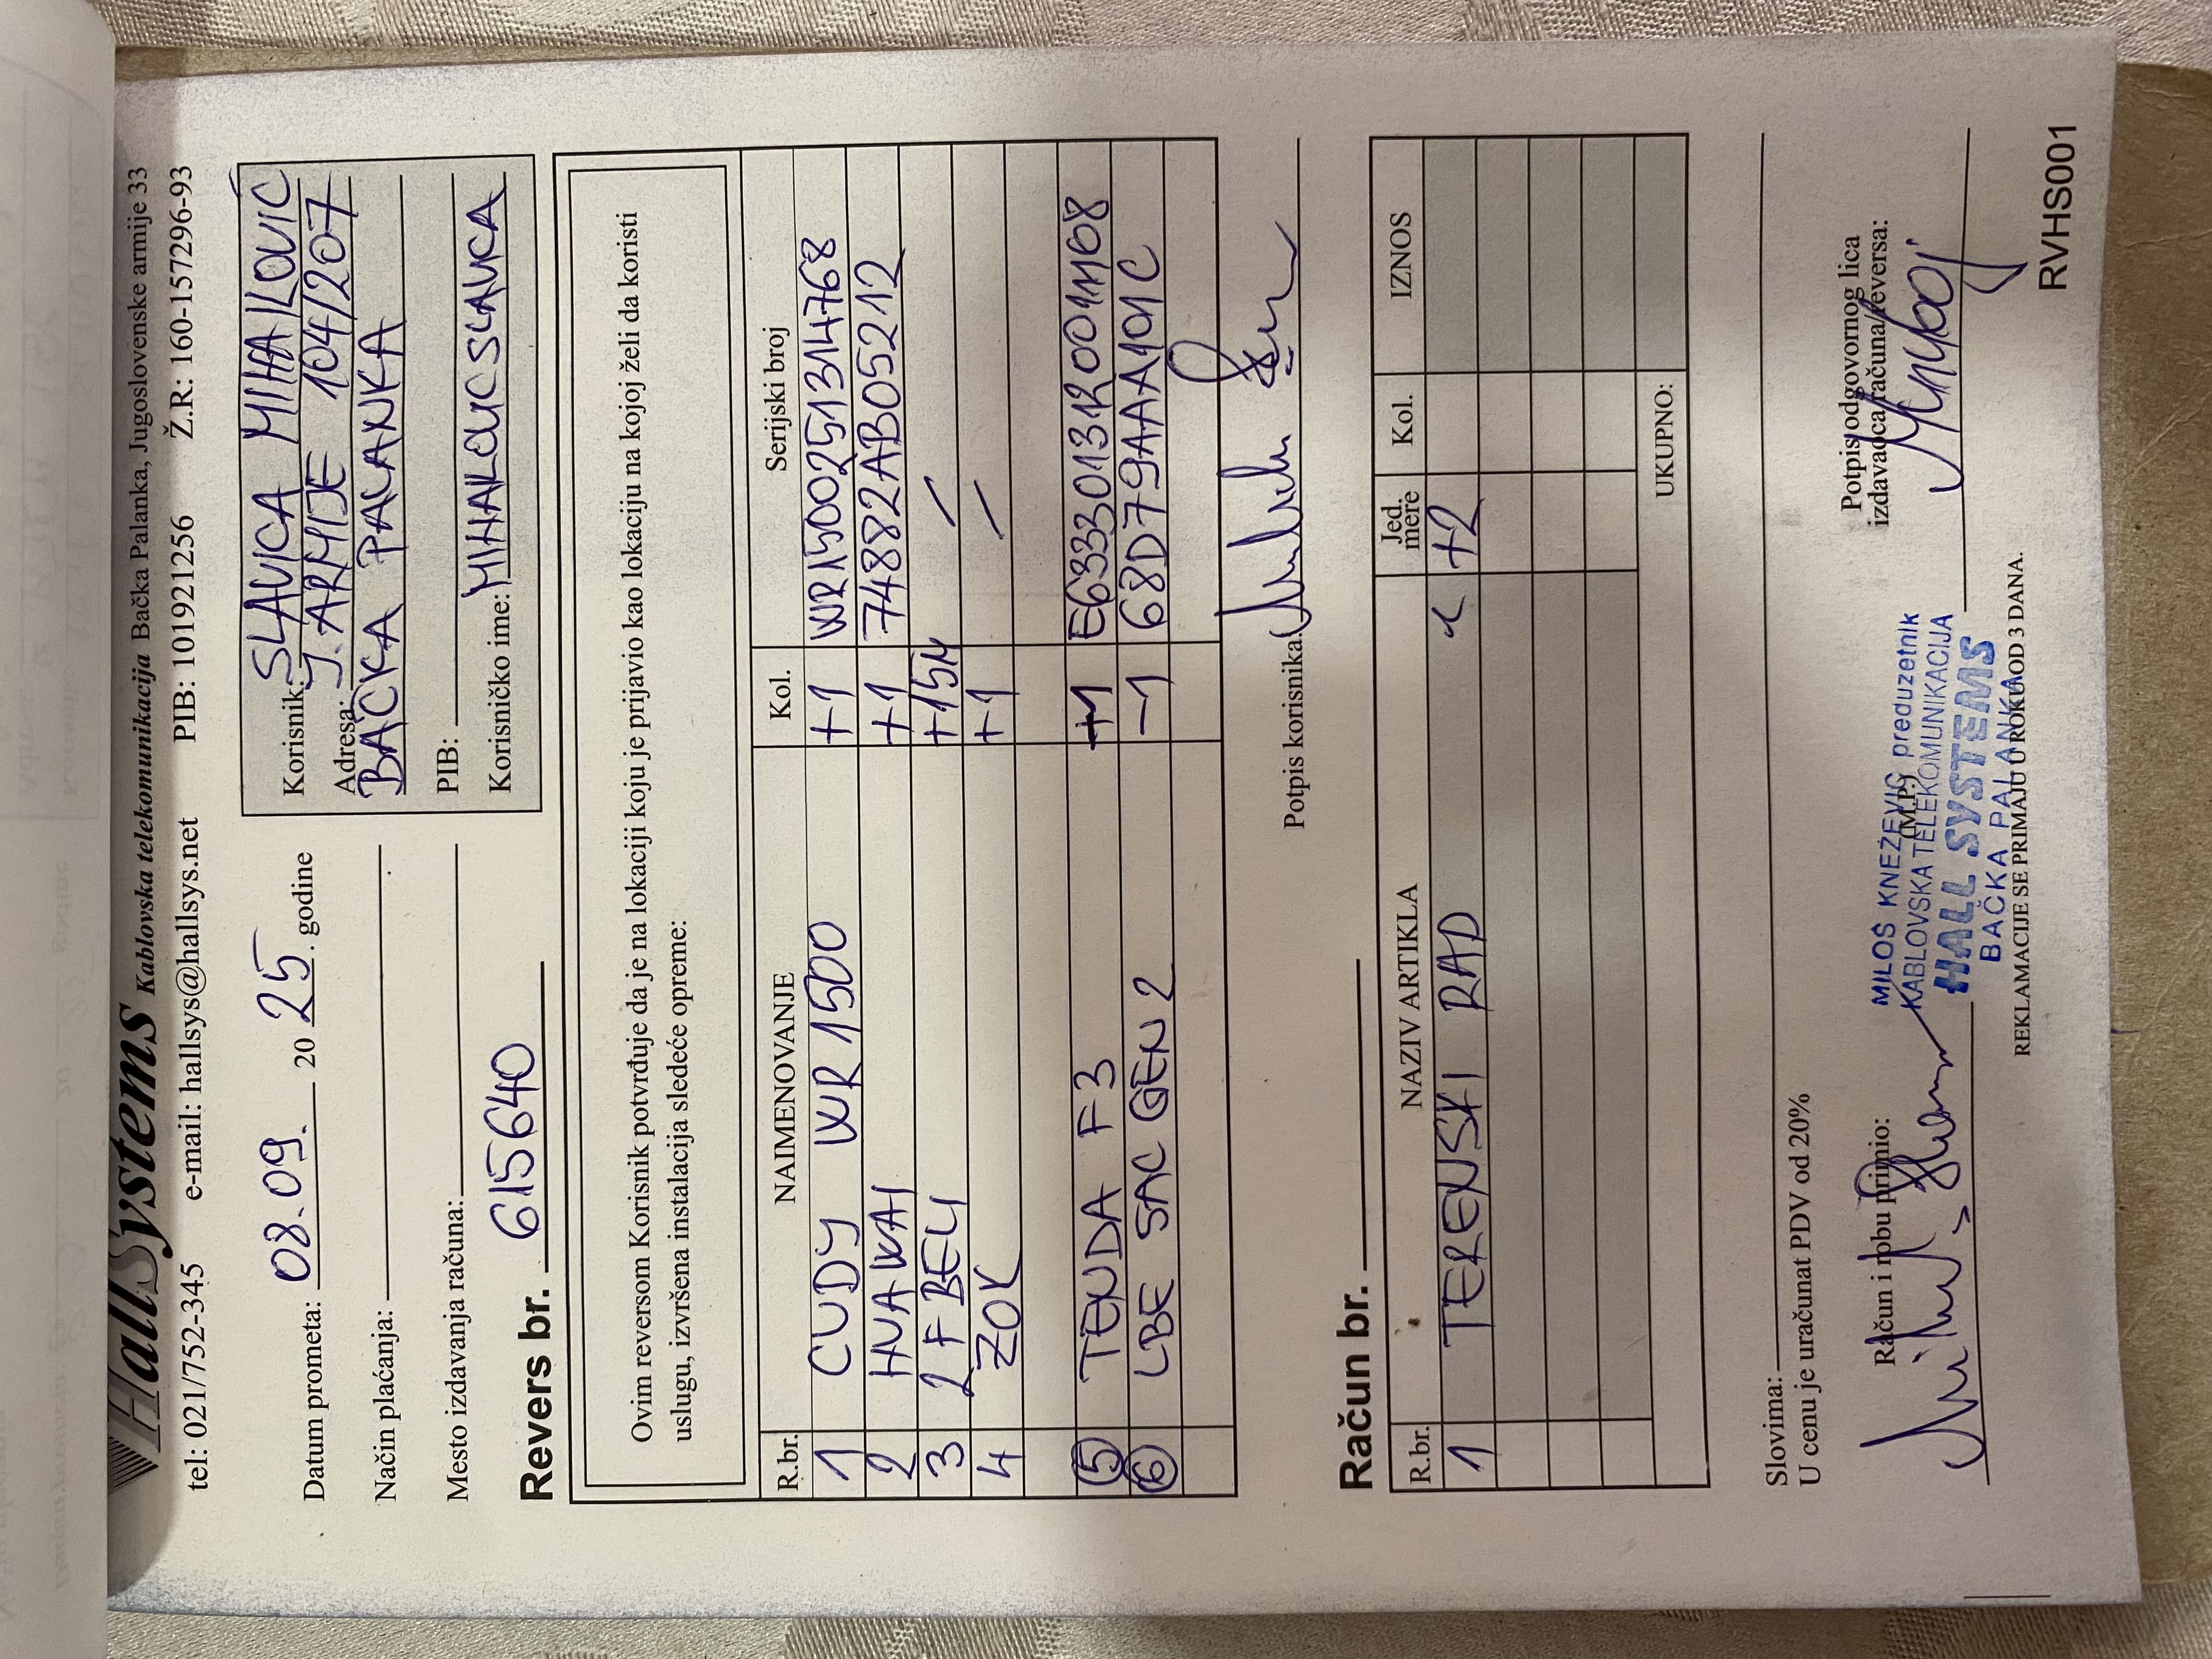 HallSystems Kablovska telekomunikacija Bačka Palanka, Jugoslovenske armije 33
tel: 021/752-345 e-mail: hallsys@hallsys.net PIB: 101921256 Ž.R: 160-157296-93
Datum prometa: 08.09. 20 25. godine
Način plaćanja:
Mesto izdavanja računa:
Korisnik: SLAVICA MIHAILOVIĆ
Adresa: J. ARMIJE 104/207
BAČKA PALANKA
PIB:
Korisničko ime: MIHAILOVICSLAVICA
Revers br. 615640
Ovim reversom Korisnik potvrđuje da je na lokaciji koju je prijavio kao lokaciju na kojoj želi da koristi
uslugu, izvršena instalacija sledeće opreme:
R.br. NAIMENOVANJE Kol. Serijski broj
1 CUDY WR 1500 +1 WR1500251314768
2 HUAWAI +1 74882AB05212
3 2F BELI +15M /
4 ZOK +1 /
5 TENDA F3 +1
6 LBE 5AC GEN 2 -1 68D79AAA101C
Potpis korisnika:
Račun br.
R.br. NAZIV ARTIKLA Jed. mere Kol. IZNOS
1 TERENSKI RAD < +2
UKUPNO:
Slovima:
U cenu je uračunat PDV od 20%
Račun i robu primio:
(M.P.)
MILOŠ KNEŽEVIĆ preduzetnik
KABLOVSKA TELEKOMUNIKACIJA
HALL SYSTEMS
BAČKA PALANKA
Potpis odgovornog lica
izdavaoca računa/reversa:
REKLAMACIJE SE PRIMAJU U ROKU OD 3 DANA.
RVHS001